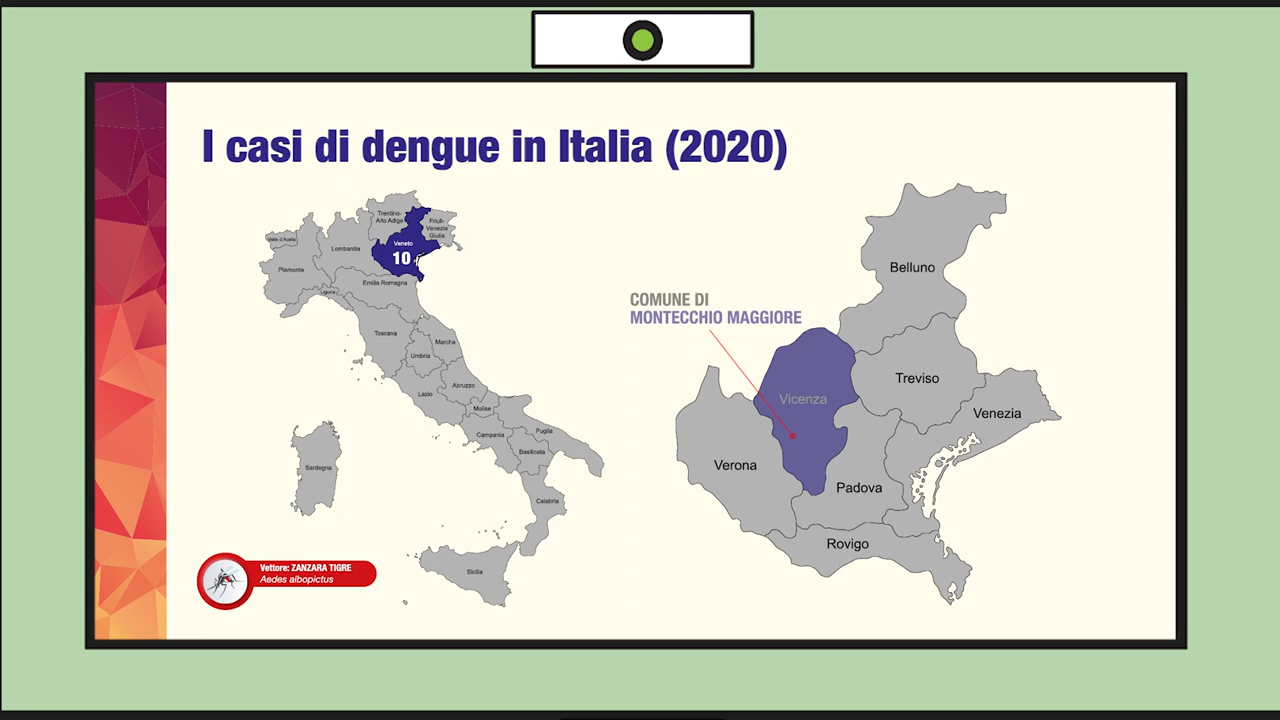 I casi di dengue in Italia (2020)
Trentino-
Alto Adige
Friuli-
Venezia
Giulia
Valle d'Aosta
Lombardia
Veneto
10
Piemonte
Emilia Romagna
Liguria
Toscana
Marche
Umbria
Abruzzo
Lazio
Molise
Campania
Puglia
Basilicata
Sardegna
Calabria
Sicilia
Vettore: ZANZARA TIGRE
Aedes albopictus
COMUNE DI
MONTECCHIO MAGGIORE
Belluno
Treviso
Vicenza
Venezia
Verona
Padova
Rovigo